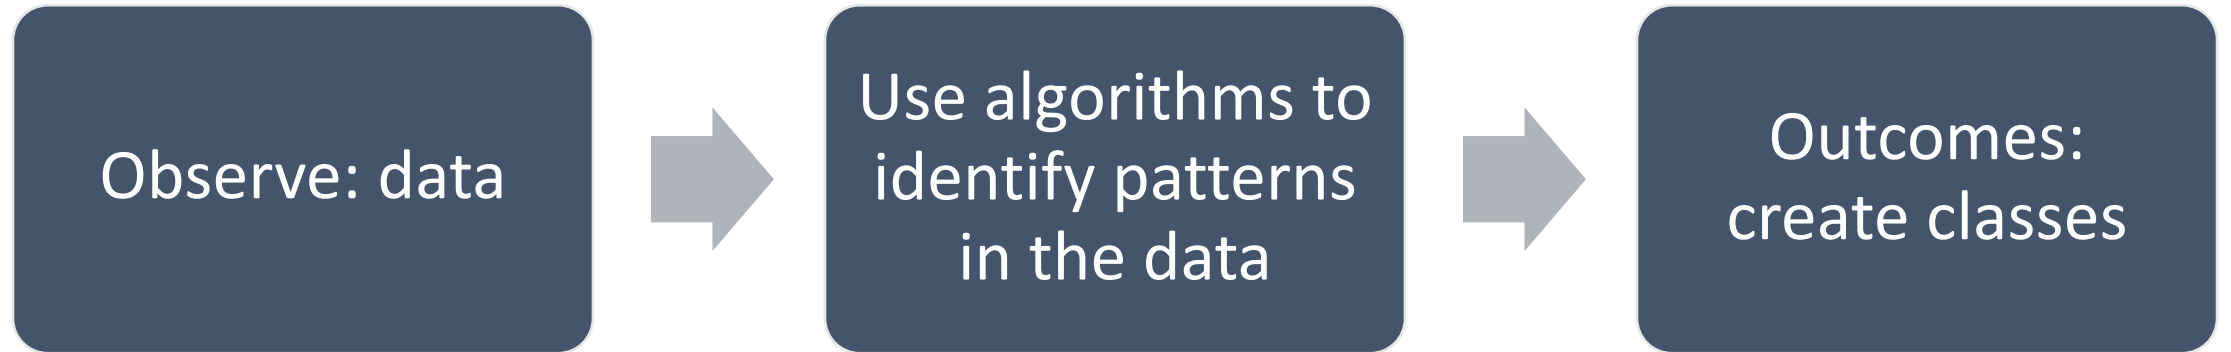 Observe: data
Use algorithms to
identify patterns
in the data
Outcomes:
create classes